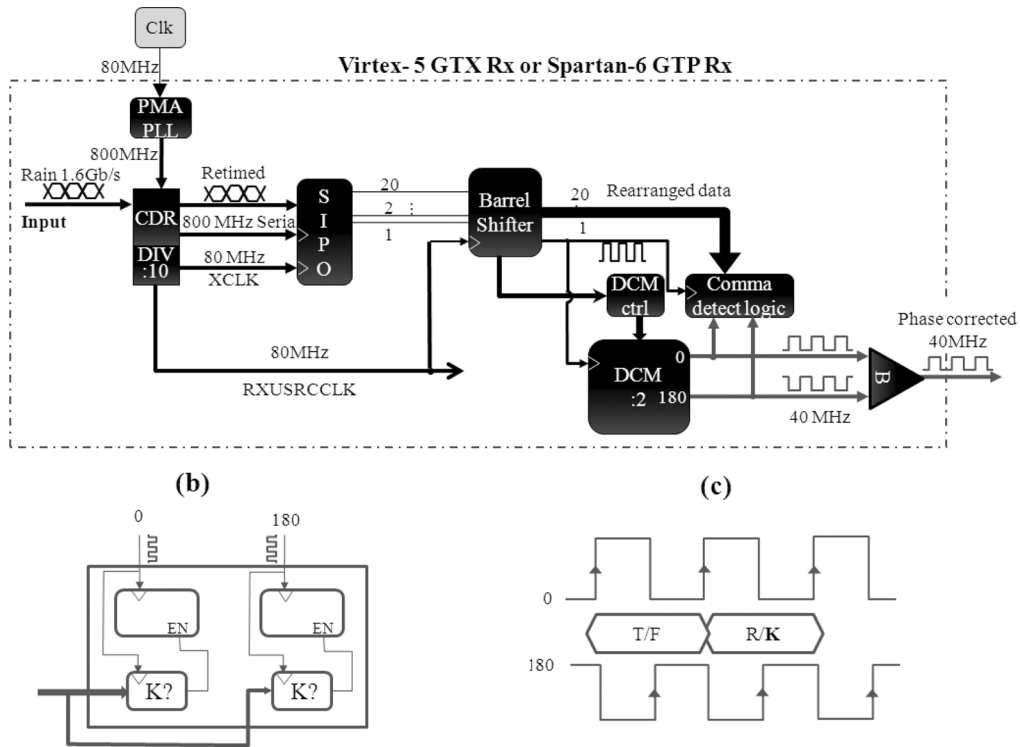 Clk
80MHz
Virtex- 5 GTX Rx or Spartan-6 GTP Rx
PMA
PLL
800MHz
Rain 1.6Gb/s
Input
CDR
DIV
:10
Retimed
800 MHz Seria
80 MHz
XCLK
S
I
P
O
20
2 :
1
Barrel
Shifter
20
:
1
Rearranged data
DCM
ctrl
Comma
detect logic
80MHz
RXUSRCCLK
DCM
:2
0
180
40 MHz
B
Phase corrected
40MHz
(b)
0
180
EN
EN
K?
K?
(c)
0
T/F
R/K
180